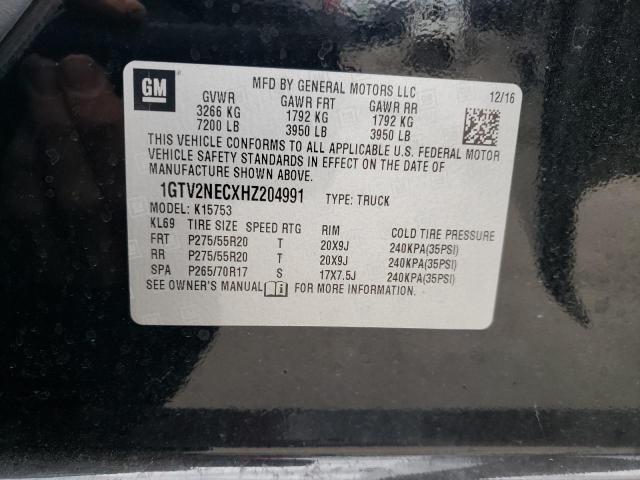 GM
MFD BY GENERAL MOTORS LLC
12/16
GVWR GAWR FRT GAWR RR
3266 KG 1792 KG 1792 KG
7200 LB 3950 LB 3950 LB
THIS VEHICLE CONFORMS TO ALL APPLICABLE U.S. FEDERAL MOTOR
VEHICLE SAFETY STANDARDS IN EFFECT ON THE DATE OF
MANUFACTURE SHOWN ABOVE.
1GTV2NECXHZ204991 TYPE: TRUCK
MODEL: K15753
KL69 TIRE SIZE SPEED RTG RIM COLD TIRE PRESSURE
FRT P275/55R20 T 20X9J 240KPA(35PSI)
RR P275/55R20 T 20X9J 240KPA(35PSI)
SPA P265/70R17 S 17X7.5J 240KPA(35PSI)
SEE OWNER'S MANUAL FOR MORE INFORMATION.